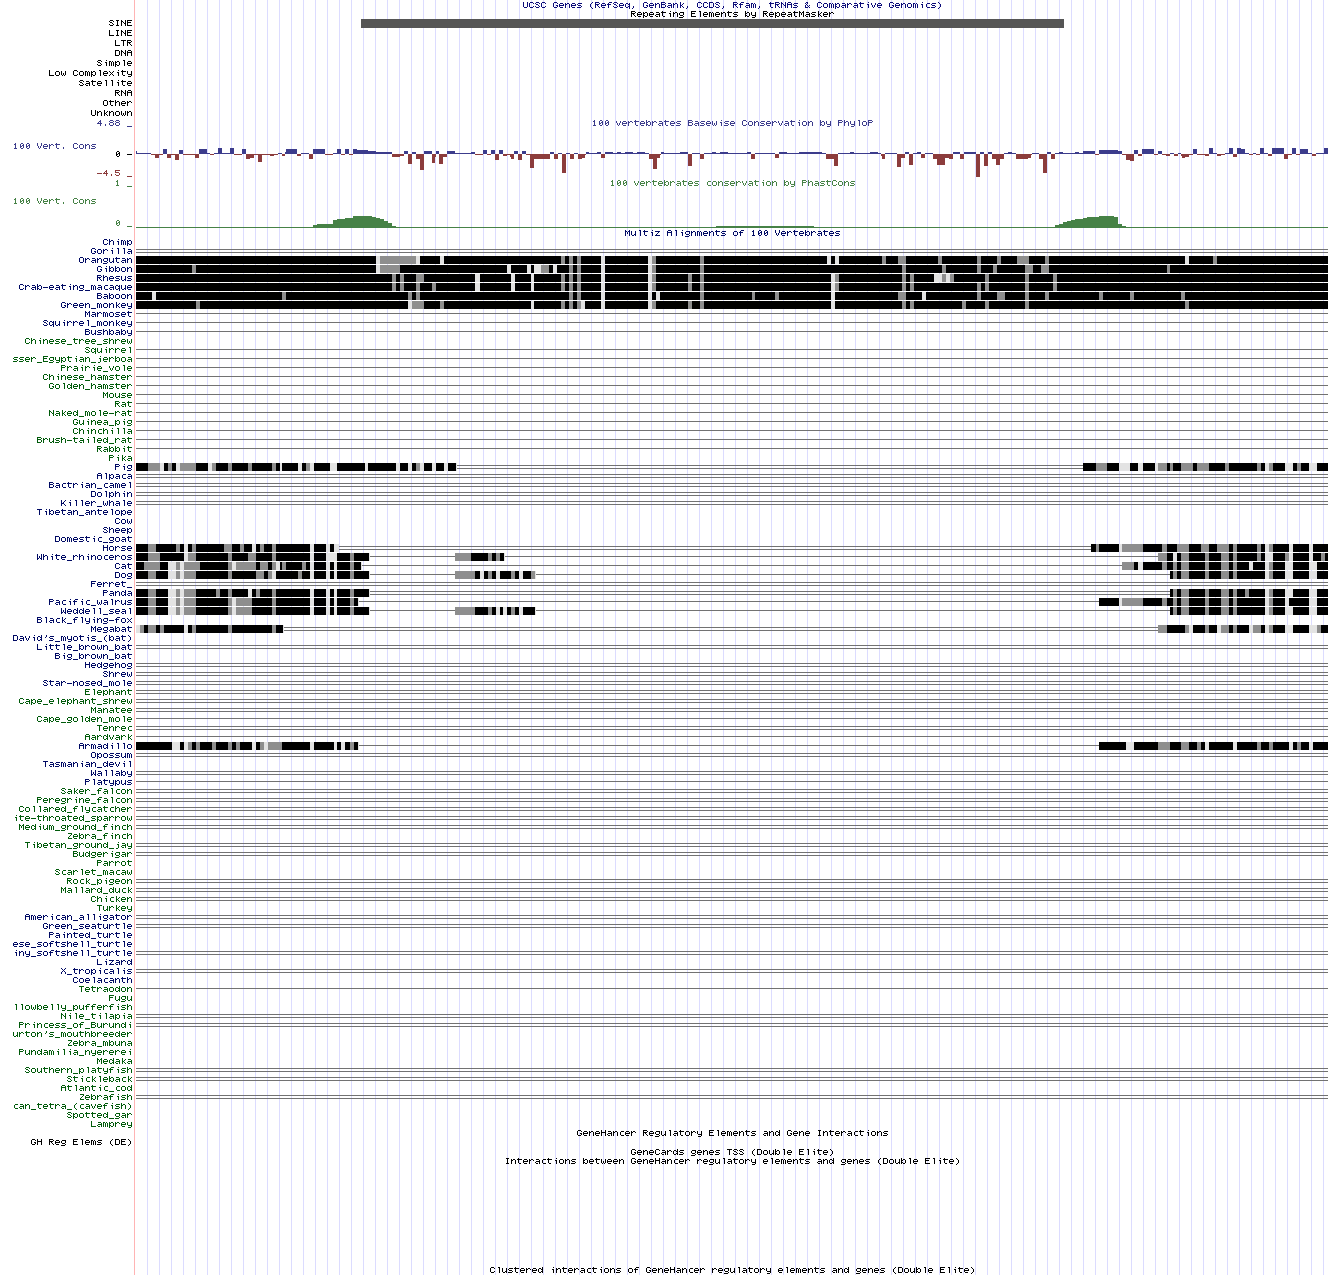 UCSC Genes (RefSeq, GenBank, CCDS, Rfam, tRNAs & Comparative Genomics)
Repeating Elements by RepeatMasker
SINE
LINE
LTR
DNA
Simple
Low Complexity
Satellite
RNA
Other
Unknown
4.88 _
100 vertebrates Basewise Conservation by PhyloP
100 Vert. Cons
0 _
-4.5 _
100 vertebrates conservation by PhastCons
1 _
100 Vert. Cons
0 _
Multiz Alignments of 100 Vertebrates
Chimp
Gorilla
Orangutan
Gibbon
Rhesus
Crab-eating_macaque
Baboon
Green_monkey
Marmoset
Squirrel_monkey
Bushbaby
Chinese_tree_shrew
Squirrel
sser_Egyptian_jerboa
Prairie_vole
Chinese_hamster
Golden_hamster
Mouse
Rat
Naked_mole-rat
Guinea_pig
Chinchilla
Brush-tailed_rat
Rabbit
Pika
Pig
Alpaca
Bactrian_camel
Dolphin
Killer_whale
Tibetan_antelope
Cow
Sheep
Domestic_goat
Horse
White_rhinoceros
Cat
Dog
Ferret_
Panda
Pacific_walrus
Weddell_seal
Black_flying-fox
Megabat
David's_myotis_(bat)
Little_brown_bat
Big_brown_bat
Hedgehog
Shrew
Star-nosed_mole
Elephant
Cape_elephant_shrew
Manatee
Cape_golden_mole
Tenrec
Aardvark
Armadillo
Opossum
Tasmanian_devil
Wallaby
Platypus
Saker_falcon
Peregrine_falcon
Collared_flycatcher
ite-throated_sparrow
Medium_ground_finch
Zebra_finch
Tibetan_ground_jay
Budgerigar
Parrot
Scarlet_macaw
Rock_pigeon
Mallard_duck
Chicken
Turkey
American_alligator
Green_seaturtle
Painted_turtle
ese_softshell_turtle
iny_softshell_turtle
Lizard
X_tropicalis
Coelacanth
Tetraodon
Fugu
llowbelly_pufferfish
Nile_tilapia
Princess_of_Burundi
urton's_mouthbreeder
Zebra_mbuna
Pundamilia_nyererei
Medaka
Southern_platyfish
Stickleback
Atlantic_cod
Zebrafish
can_tetra_(cavefish)
Spotted_gar
Lamprey
GeneHancer Regulatory Elements and Gene Interactions
GH Reg Elems (DE)
GeneCards genes TSS (Double Elite)
Interactions between GeneHancer regulatory elements and genes (Double Elite)
Clustered interactions of GeneHancer regulatory elements and genes (Double Elite)